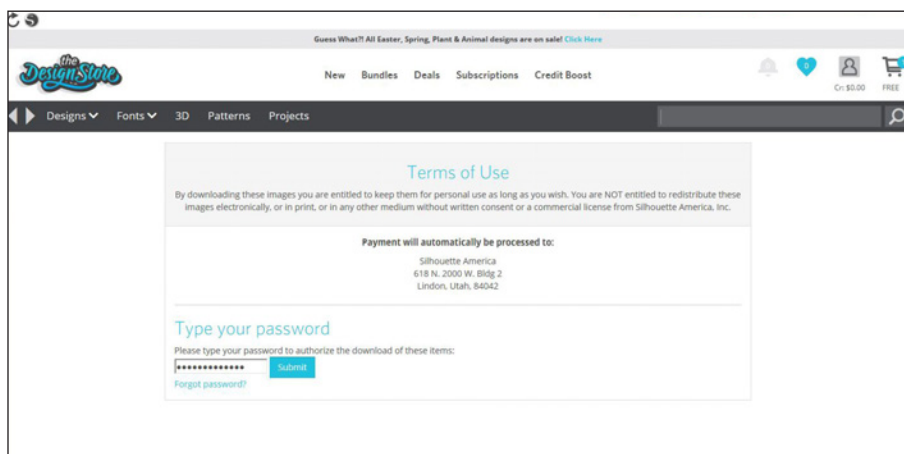 Guess What?! All Easter, Spring, Plant & Animal designs are on sale! Click Here
the
Design Store
New Bundles Deals Subscriptions Credit Boost
0
Cr: $0.00 FREE
Designs Fonts 3D Patterns Projects
Terms of Use
By downloading these images you are entitled to keep them for personal use as long as you wish. You are NOT entitled to redistribute these
images electronically, or in print, or in any other medium without written consent or a commercial license from Silhouette America, Inc.
Payment will automatically be processed to:
Silhouette America
618 N. 2000 W. Bldg 2
Lindon, Utah, 84042
Type your password
Please type your password to authorize the download of these items:
••••••••••••• Submit
Forgot password?